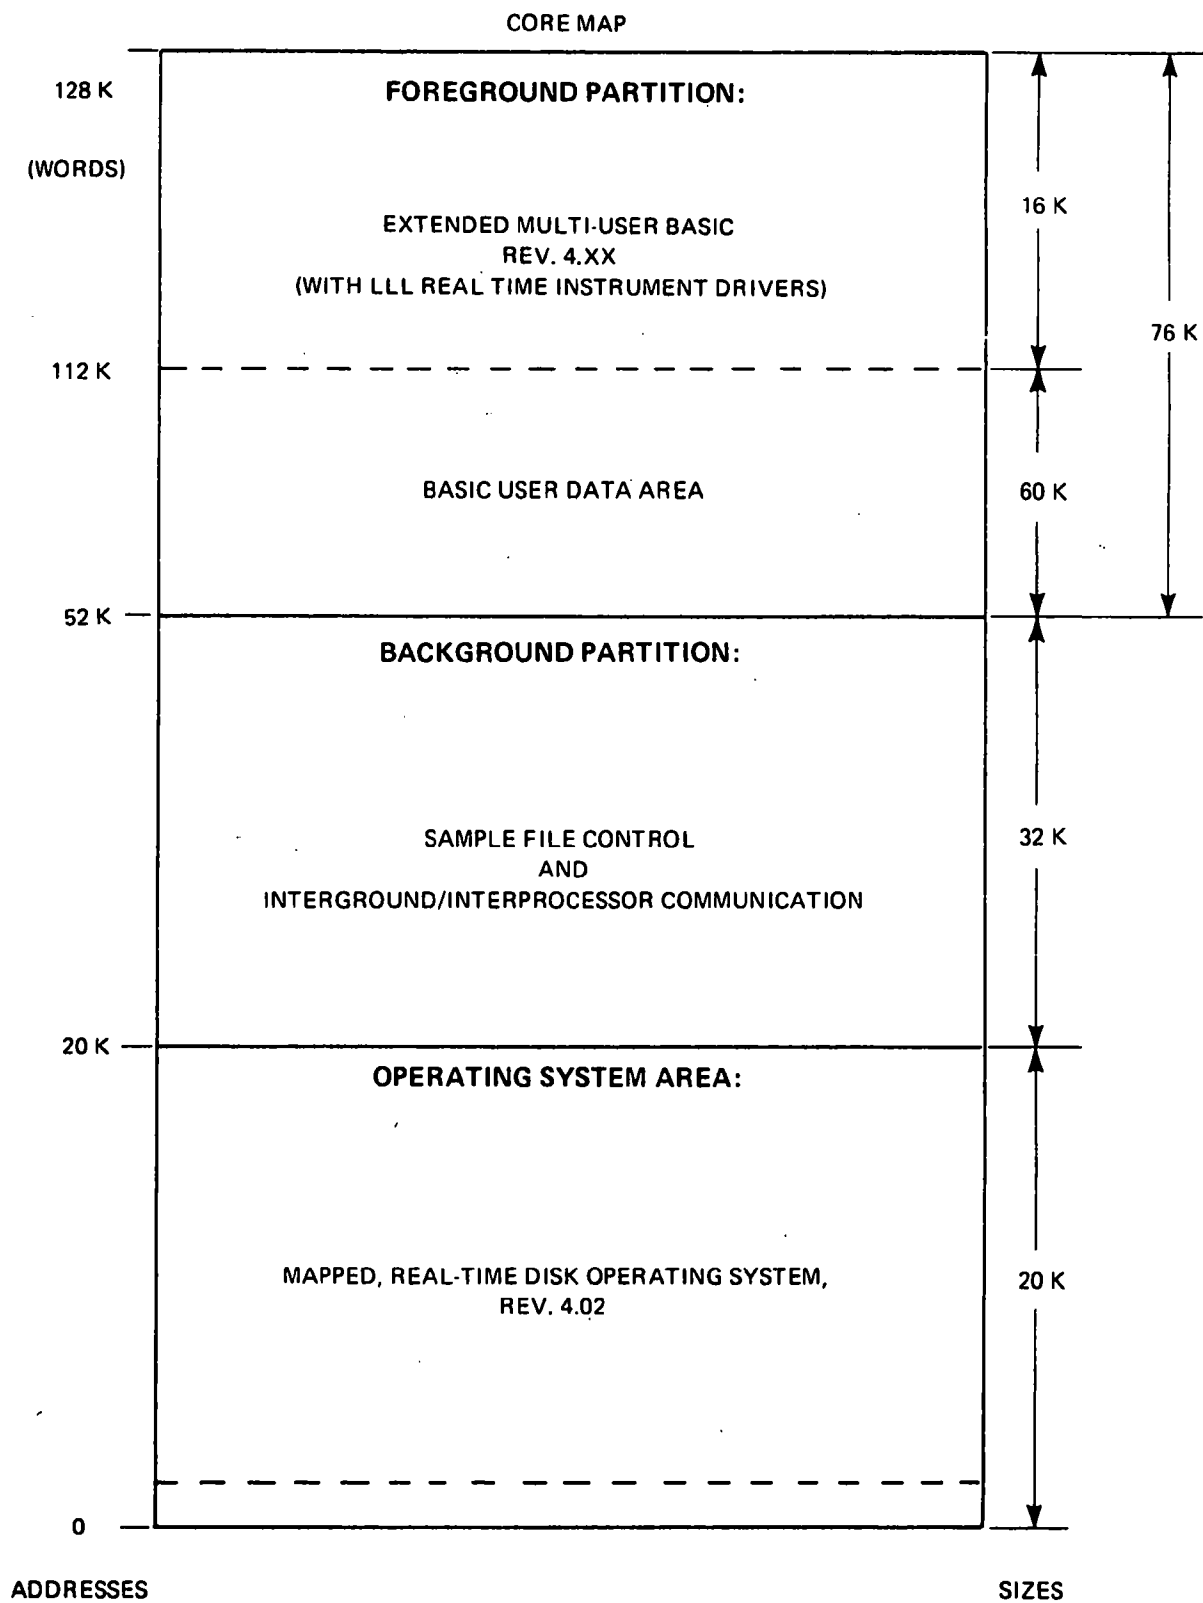 CORE MAP
128 K
FOREGROUND PARTITION:
(WORDS)
16 K
EXTENDED MULTI-USER BASIC
REV. 4.XX
(WITH LLL REAL TIME INSTRUMENT DRIVERS)
76 K
112 K
BASIC USER DATA AREA
60 K
52 K
BACKGROUND PARTITION:
SAMPLE FILE CONTROL
32 K
AND
INTERGROUND/INTERPROCESSOR COMMUNICATION
20 K
OPERATING SYSTEM AREA:
MAPPED, REAL-TIME DISK OPERATING SYSTEM,
20 K
REV. 4.02
0
ADDRESSES
SIZES